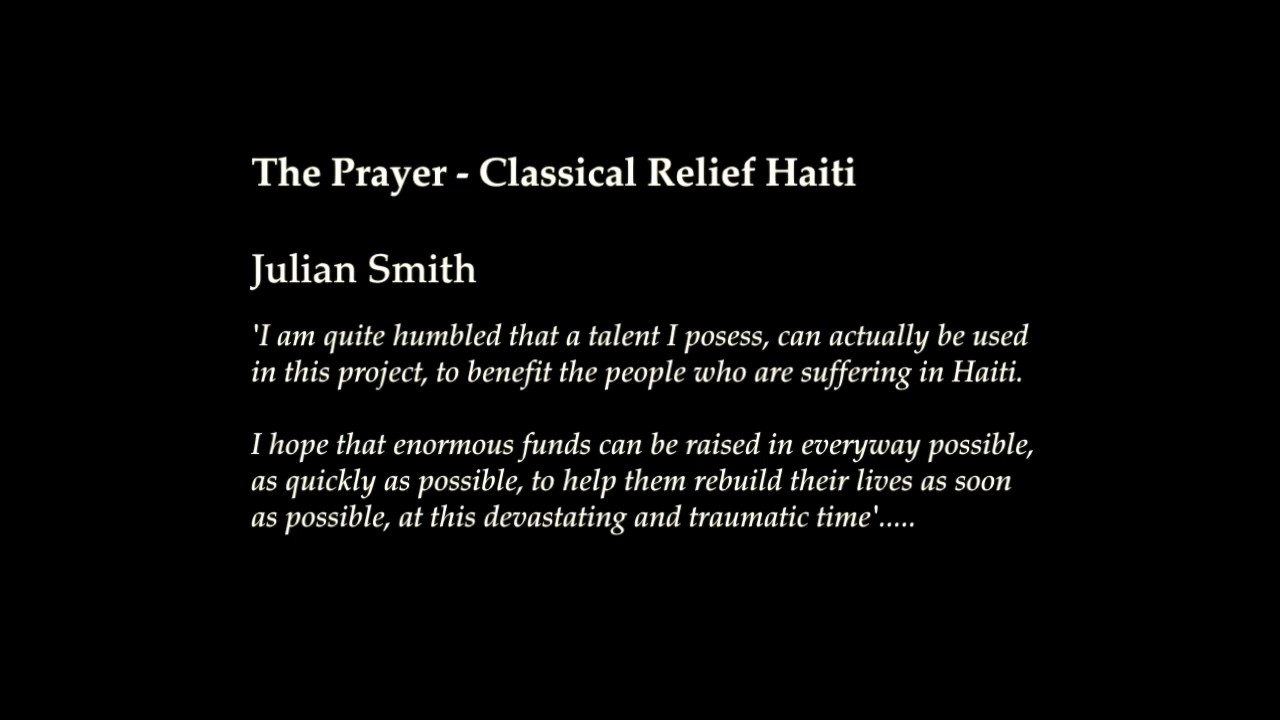 The Prayer - Classical Relief Haiti
Julian Smith
'I am quite humbled that a talent I posess, can actually be used
in this project, to benefit the people who are suffering in Haiti.
I hope that enormous funds can be raised in everyway possible,
as quickly as possible, to help them rebuild their lives as soon
as possible, at this devastating and traumatic time'.....